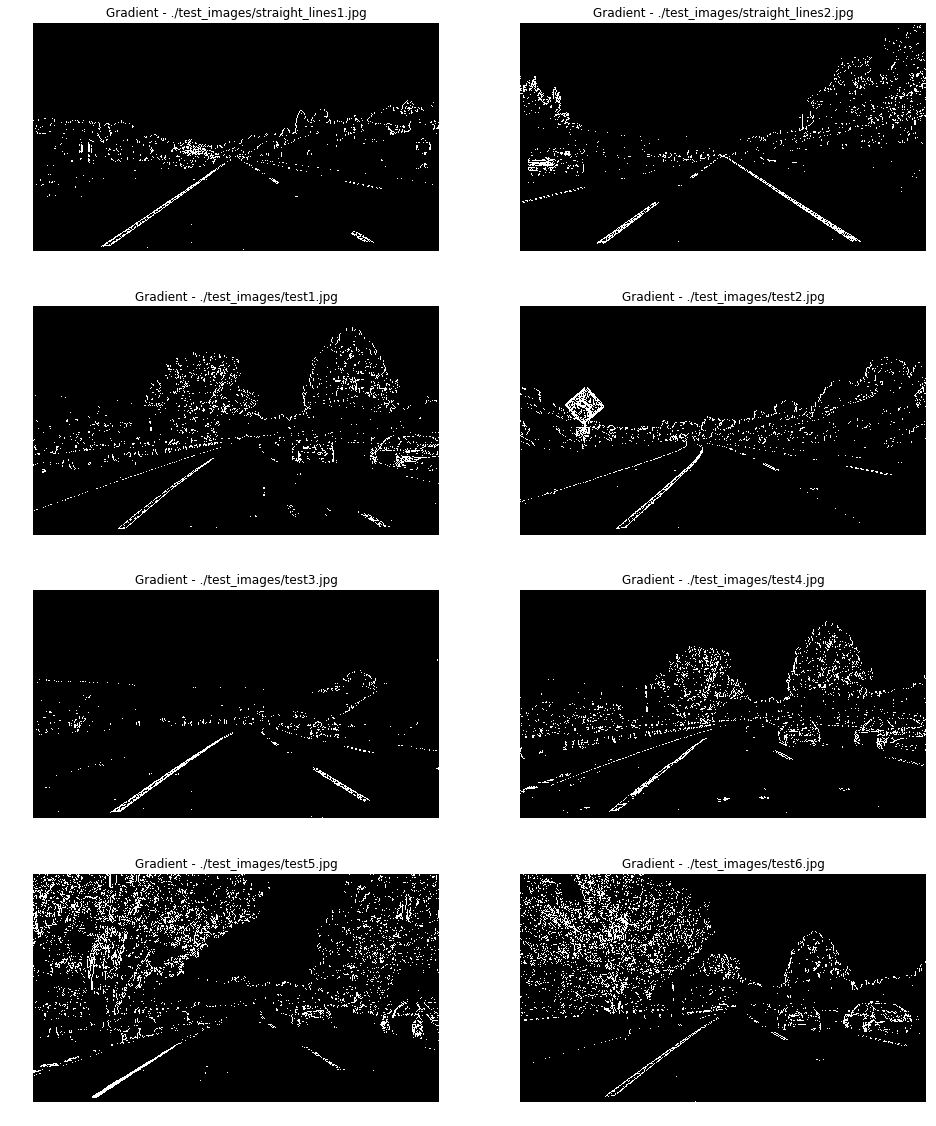 Gradient - ./test_images/straight_lines1.jpg
Gradient - ./test_images/straight_lines2.jpg
Gradient - ./test_images/test1.jpg
Gradient - ./test_images/test2.jpg
Gradient - ./test_images/test3.jpg
Gradient - ./test_images/test4.jpg
Gradient - ./test_images/test5.jpg
Gradient - ./test_images/test6.jpg